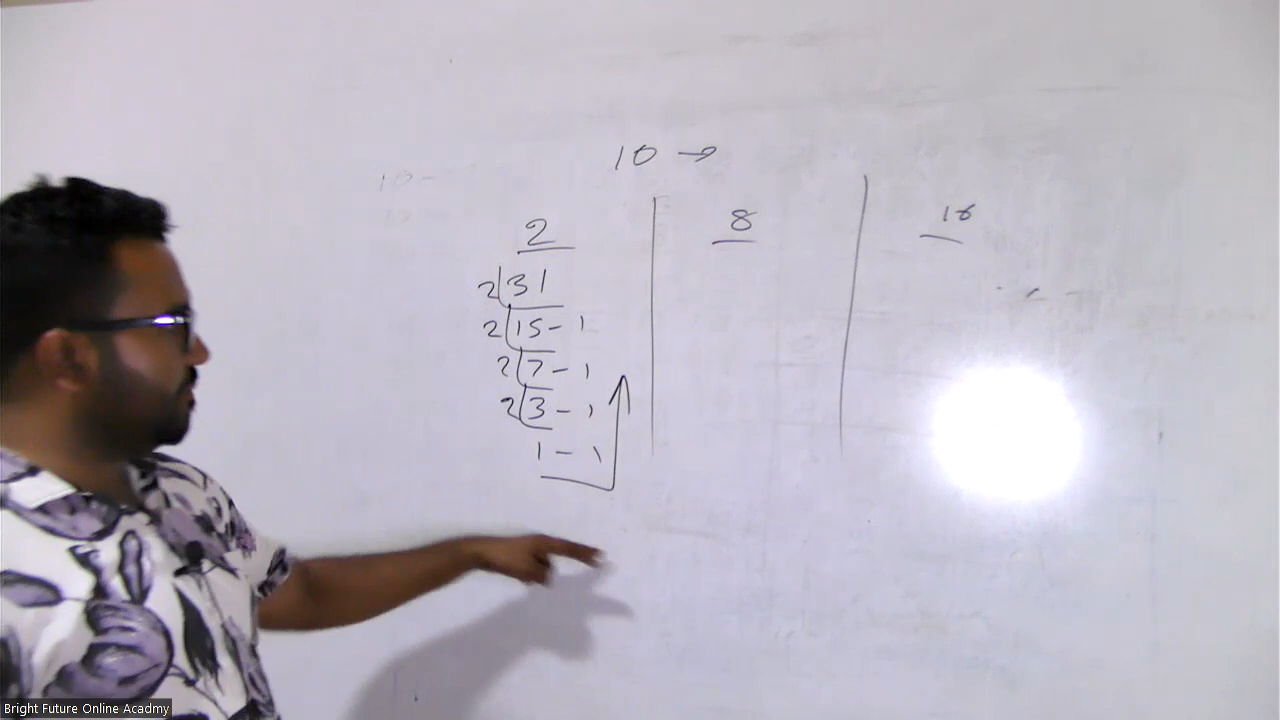 10 →
10 -
2
8
16
2 31
2 15 - 1
2 7 - 1
2 3 - 1
1 - 1
Bright Future Online Acadmy